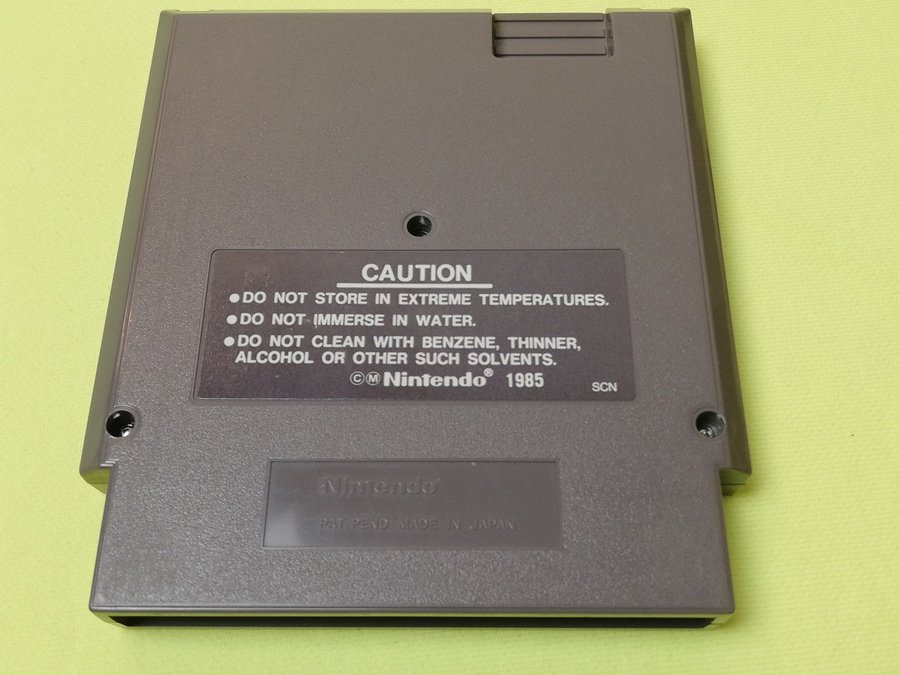 CAUTION
●DO NOT STORE IN EXTREME TEMPERATURES.
●DO NOT IMMERSE IN WATER.
●DO NOT CLEAN WITH BENZENE, THINNER,
ALCOHOL OR OTHER SUCH SOLVENTS.
ⒸⓂNintendo® 1985 SCN
Nintendo®
PAT. PEND. MADE IN JAPAN